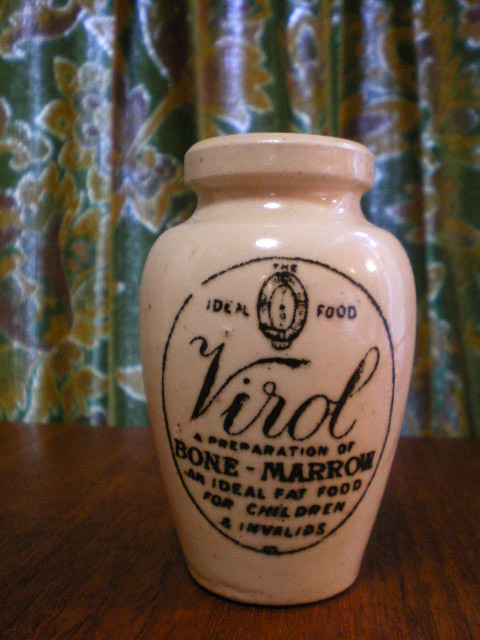 THE
IDEAL FOOD
Virol
A PREPARATION OF
BONE-MARROW
AN IDEAL FAT FOOD
FOR CHILDREN
& INVALIDS